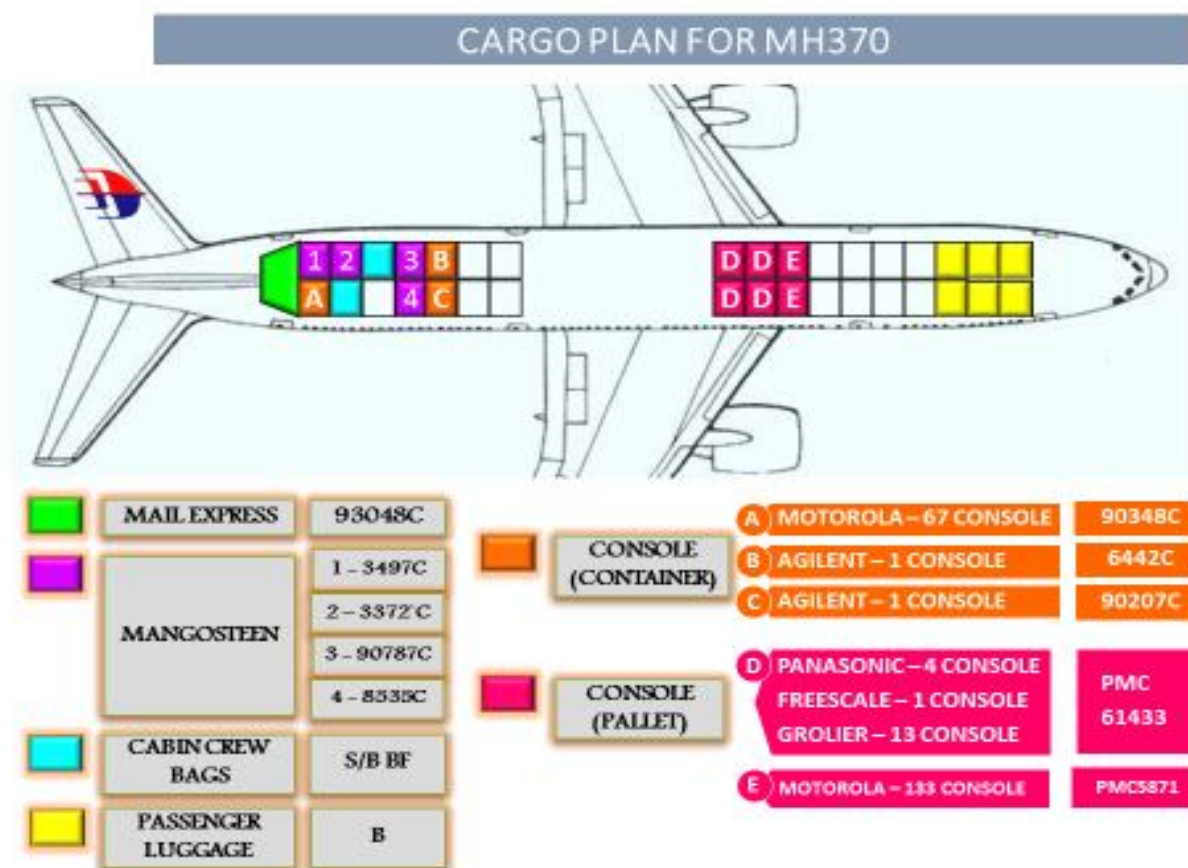 CARGO PLAN FOR MH370
1 2 3 B
A 4 C
D D E
D D E
MAIL EXPRESS 93048C
MANGOSTEEN
1 - 3497C
2 - 3372C
3 - 90787C
4 - 8535C
CABIN CREW
BAGS
S/B BF
PASSENGER
LUGGAGE
B
CONSOLE
(CONTAINER)
A MOTOROLA – 67 CONSOLE 90348C
B AGILENT – 1 CONSOLE 6442C
C AGILENT – 1 CONSOLE 90207C
CONSOLE
(PALLET)
D PANASONIC – 4 CONSOLE
FREESCALE – 1 CONSOLE
GROLIER – 13 CONSOLE
PMC
61433
E MOTOROLA – 133 CONSOLE PMC5871